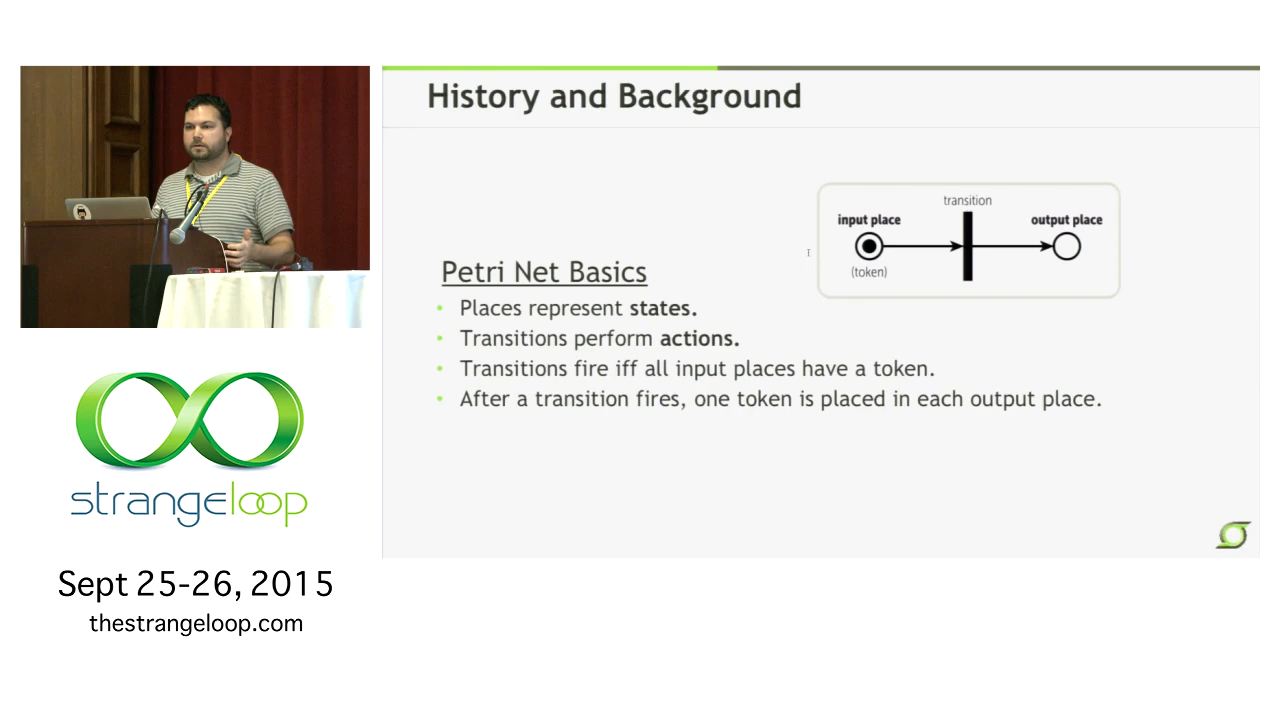 History and Background
transition
input place
output place
(token)
Petri Net Basics
• Places represent states.
• Transitions perform actions.
• Transitions fire iff all input places have a token.
• After a transition fires, one token is placed in each output place.
strangeloop
Sept 25-26, 2015
thestrangeloop.com